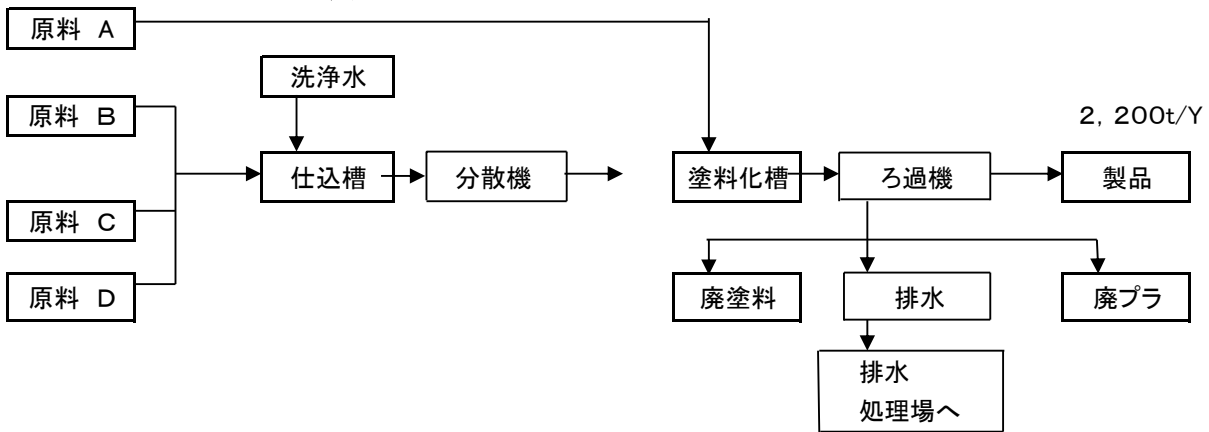 原料 A
洗浄水
原料 B
2, 200t/Y
仕込槽
分散機
塗料化槽
ろ過機
製品
原料 C
原料 D
廃塗料
排水
廃プラ
排水
処理場へ